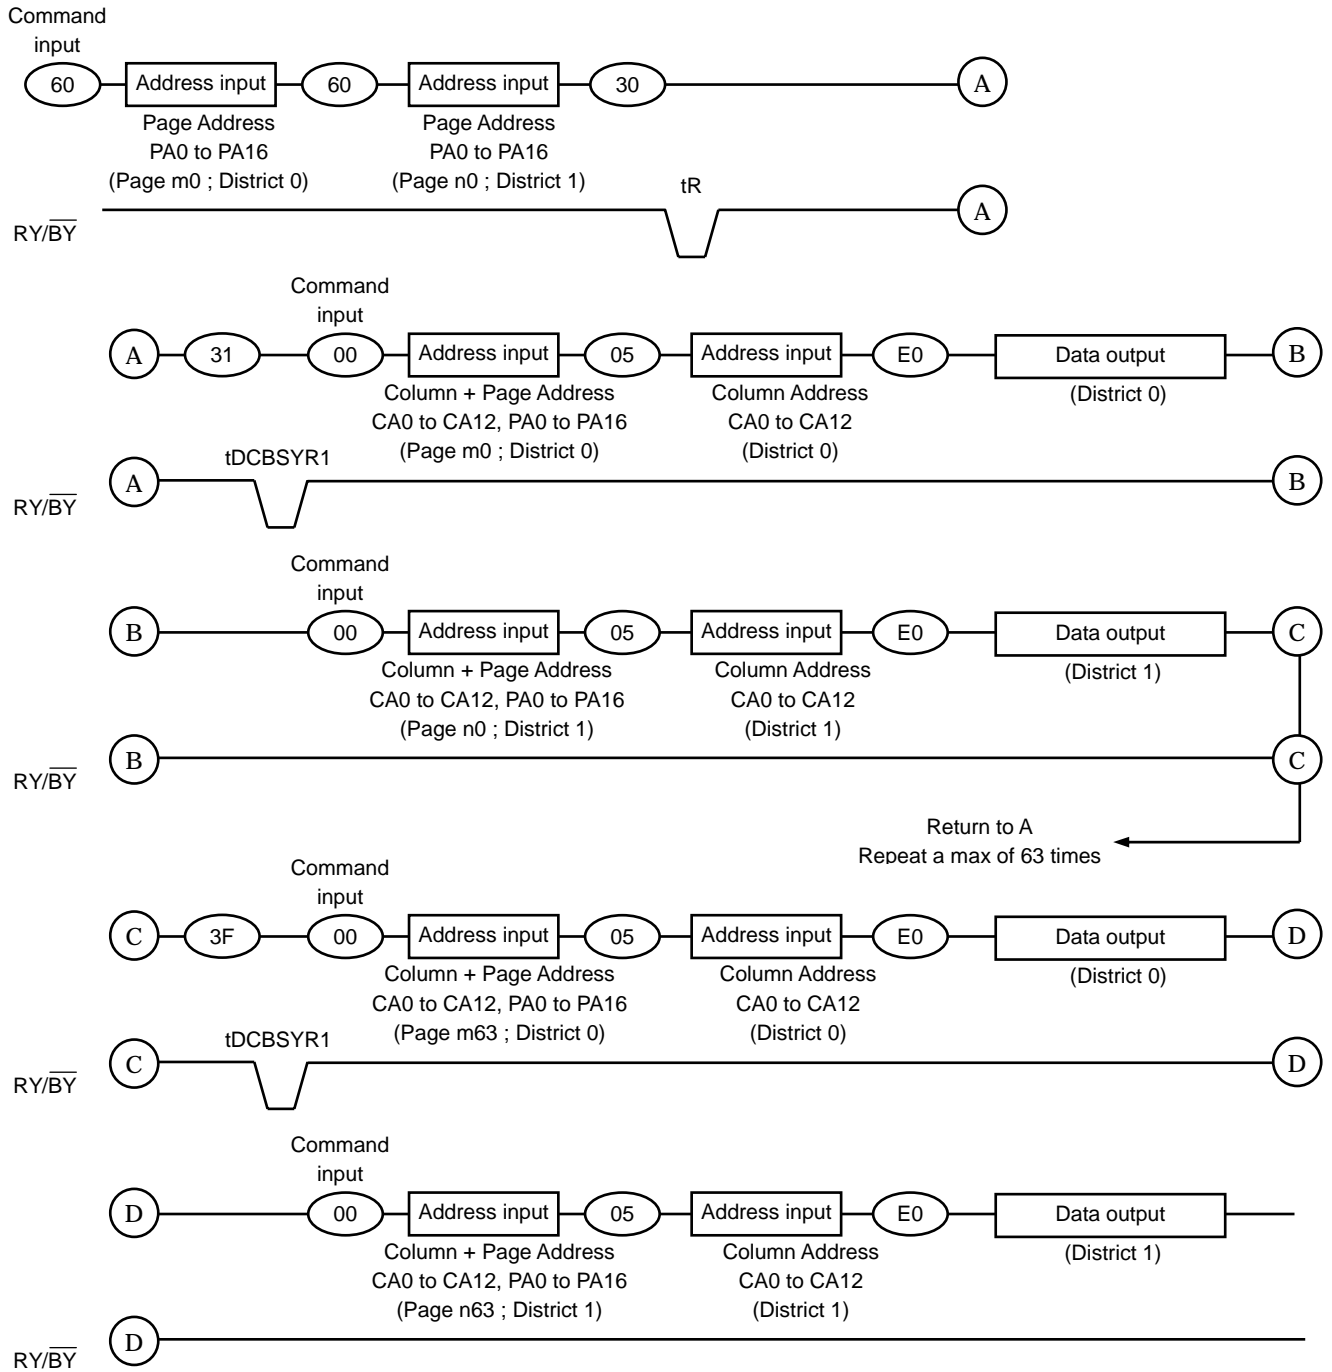 Command
input
60 Address input 60 Address input 30 A
Page Address Page Address
PA0 to PA16 PA0 to PA16
(Page m0 ; District 0) (Page n0 ; District 1)
tR
RY/BY A
Command
input
A 31 00 Address input 05 Address input E0 Data output B
Column + Page Address Column Address (District 0)
CA0 to CA12, PA0 to PA16 CA0 to CA12
(Page m0 ; District 0) (District 0)
tDCBSYR1
RY/BY A B
Command
input
B 00 Address input 05 Address input E0 Data output C
Column + Page Address Column Address (District 1)
CA0 to CA12, PA0 to PA16 CA0 to CA12
(Page n0 ; District 1) (District 1)
RY/BY B C
Return to A
Repeat a max of 63 times
Command
input
C 3F 00 Address input 05 Address input E0 Data output D
Column + Page Address Column Address (District 0)
CA0 to CA12, PA0 to PA16 CA0 to CA12
(Page m63 ; District 0) (District 0)
tDCBSYR1
RY/BY C D
Command
input
D 00 Address input 05 Address input E0 Data output
Column + Page Address Column Address (District 1)
CA0 to CA12, PA0 to PA16 CA0 to CA12
(Page n63 ; District 1) (District 1)
RY/BY D